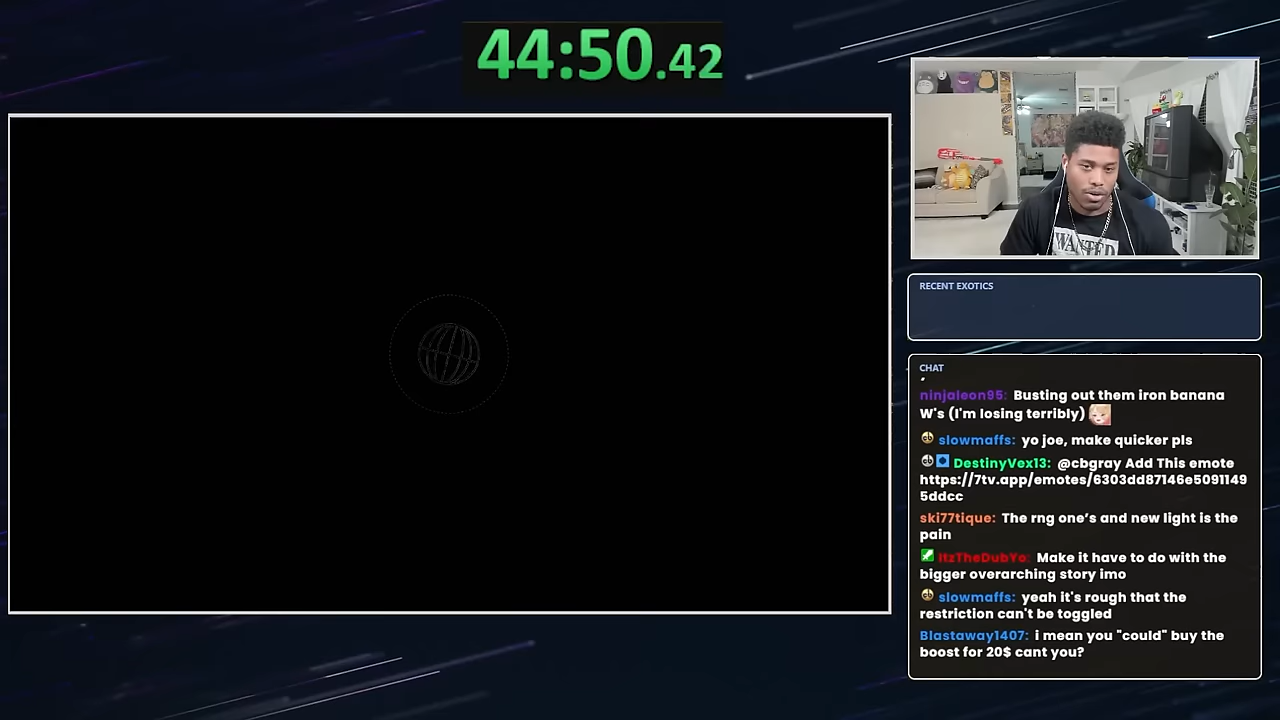 44:50.42
WANTED
RECENT EXOTICS
CHAT
ninjaleon95: Busting out them iron banana
W's (I'm losing terribly)
slowmaffs: yo joe, make quicker pls
DestinyVex13: @cbgray Add This emote
https://7tv.app/emotes/6303dd87146e5091149
5ddcc
ski77tique: The rng one's and new light is the
pain
ItzTheDubYo: Make it have to do with the
bigger overarching story imo
slowmaffs: yeah it's rough that the
restriction can't be toggled
Blastaway1407: i mean you "could" buy the
boost for 20$ cant you?